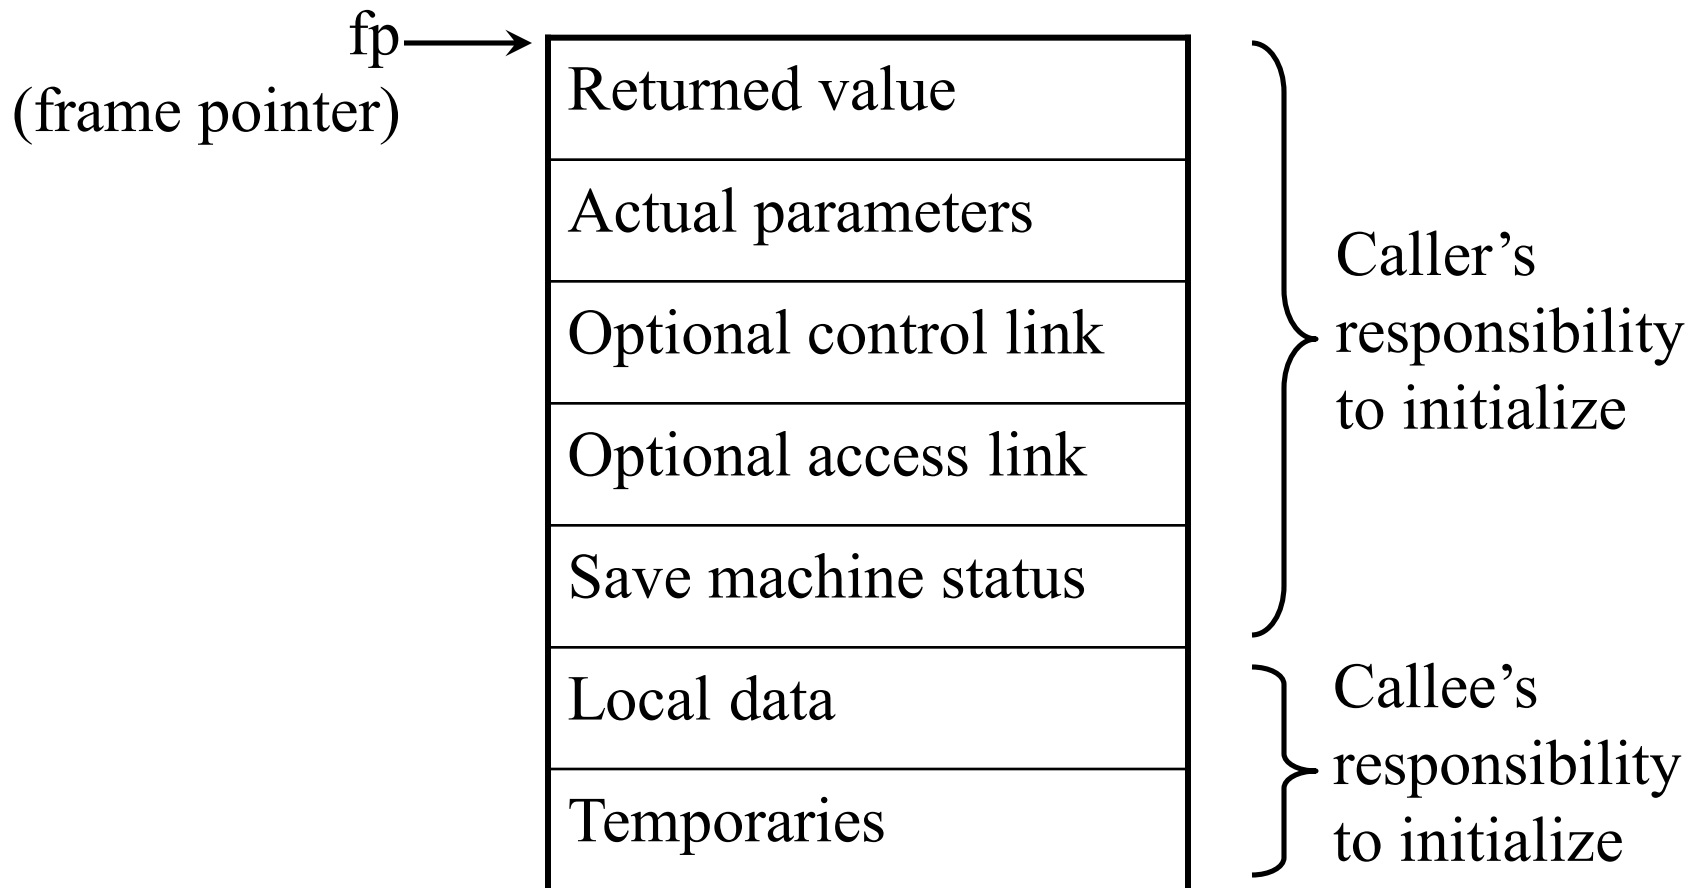 fp
(frame pointer)
Returned value
Actual parameters
Optional control link
Optional access link
Save machine status
Local data
Temporaries
Caller’s
responsibility
to initialize
Callee’s
responsibility
to initialize